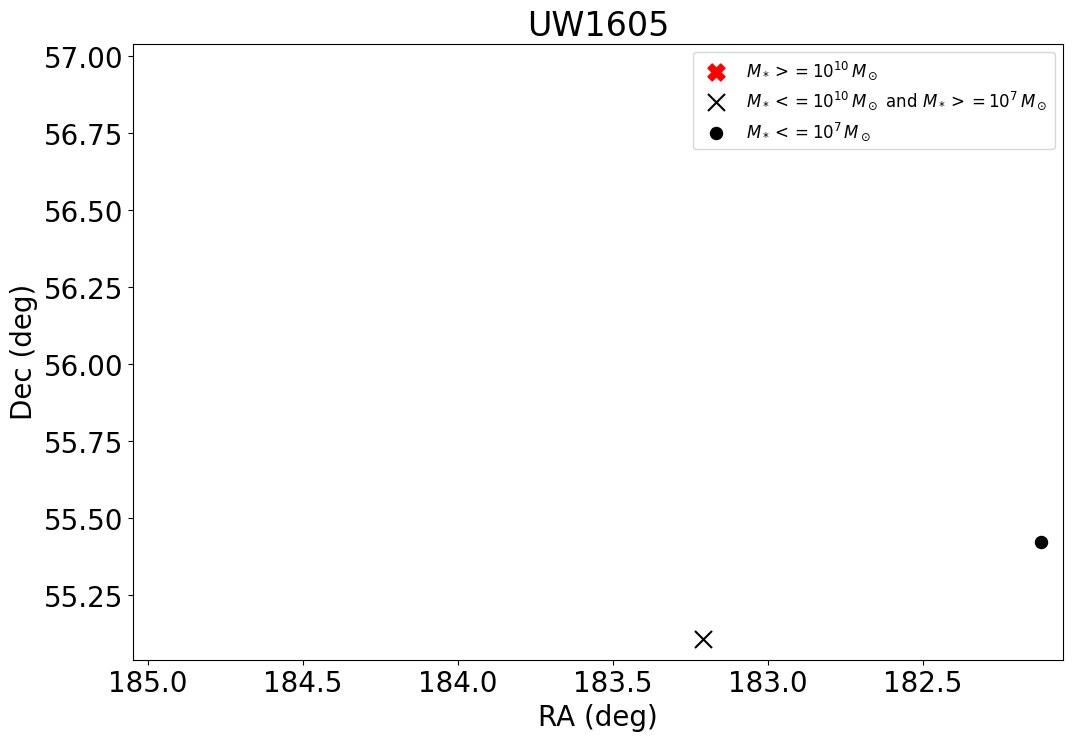 UW1605
57.00
56.75
56.50
56.25
56.00
55.75
55.50
55.25
Dec (deg)
M* >= 10^10 M⊙
M* <= 10^10 M⊙ and M* >= 10^7 M⊙
M* <= 10^7 M⊙
185.0 184.5 184.0 183.5 183.0 182.5
RA (deg)